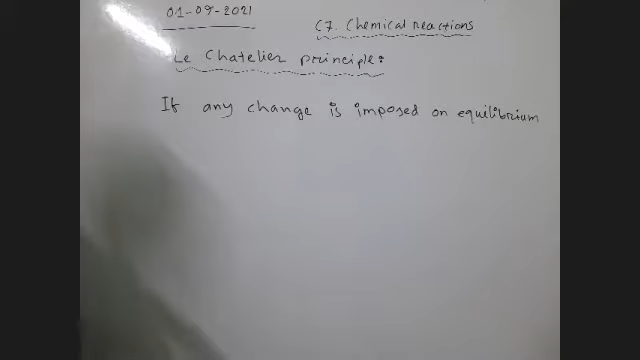 01-09-2021
C7. Chemical reactions
Le Chatelier principle:
If any change is imposed on equilibrium